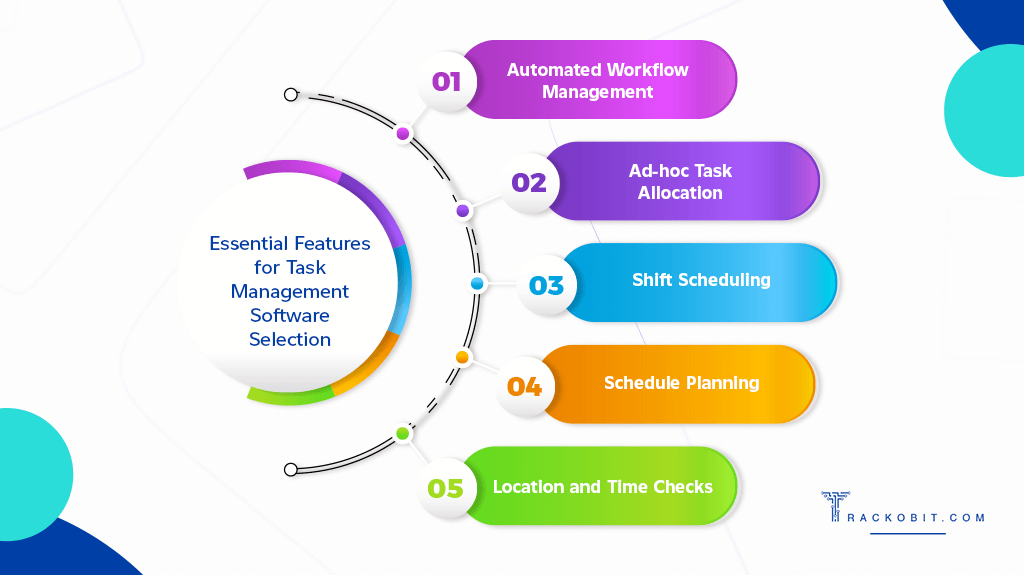 Essential Features
for Task
Management
Software
Selection
01
Automated Workflow
Management
02
Ad-hoc Task
Allocation
03
Shift Scheduling
04
Schedule Planning
05
Location and Time Checks
TRACKOBIT.COM